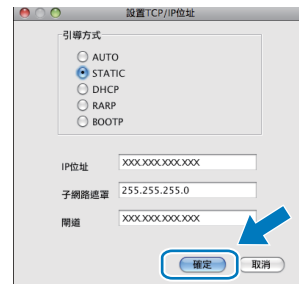 設置TCP/IP位址
引導方式
AUTO
STATIC
DHCP
RARP
BOOTP
IP位址 XXX.XXX.XXX.XXX
子網路遮罩 255.255.255.0
閘道 XXX.XXX.XXX.XXX
確定 取消